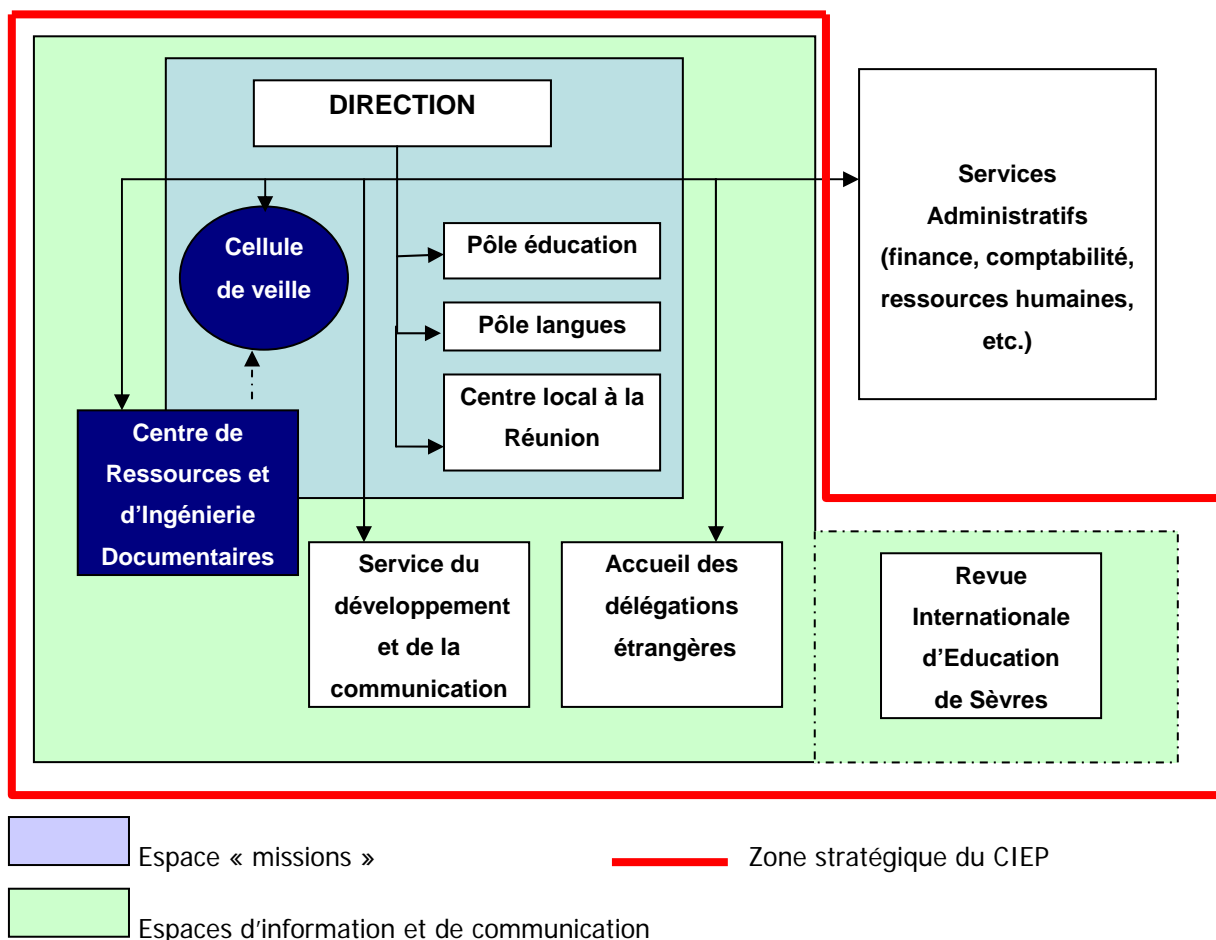 DIRECTION
Services
Administratifs
(finance, comptabilité,
ressources humaines,
etc.)
Cellule
de veille
Pôle éducation
Pôle langues
Centre local à la
Réunion
Centre de
Ressources et
d’Ingénierie
Documentaires
Service du
développement
et de la
communication
Accueil des
délégations
étrangères
Revue
Internationale
d’Education
de Sèvres
Espace « missions »
Zone stratégique du CIEP
Espaces d’information et de communication